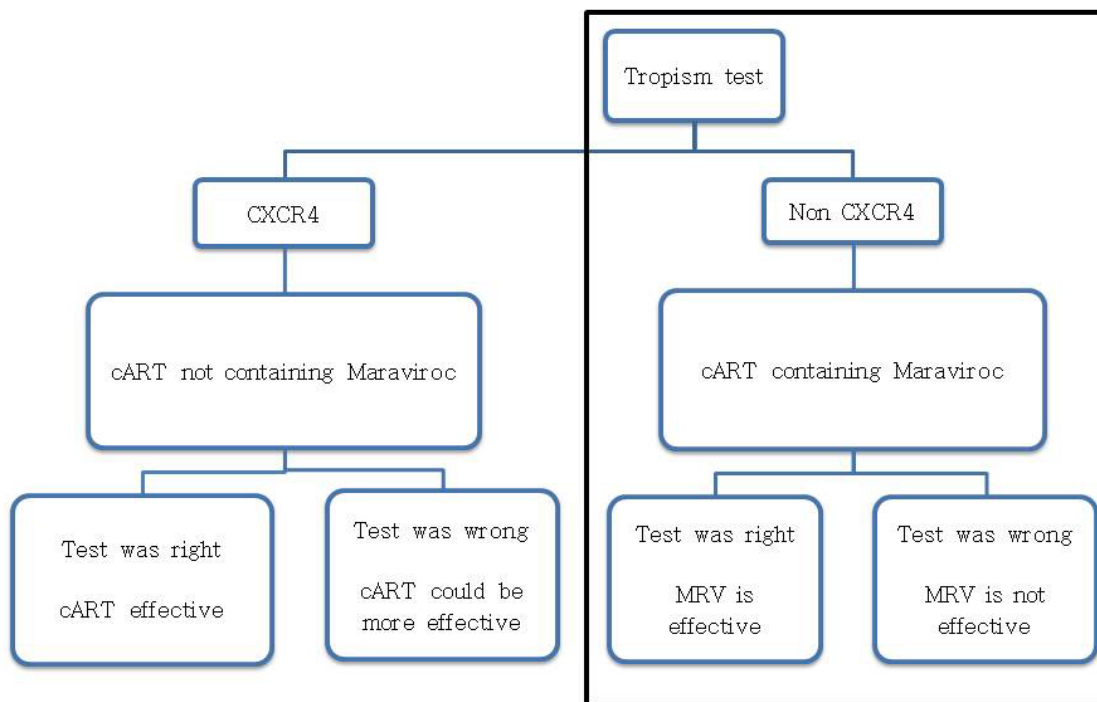 Tropism test
CXCR4
Non CXCR4
cART not containing Maraviroc
cART containing Maraviroc
Test was right
cART effective
Test was wrong
cART could be
more effective
Test was right
MRV is
effective
Test was wrong
MRV is not
effective